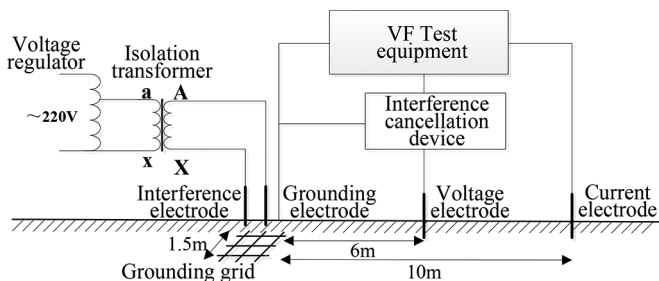 Voltage
regulator
Isolation
transformer
a
A
~220V
x
X
VF Test
equipment
Interference
cancellation
device
Interference
electrode
Grounding
electrode
Voltage
electrode
Current
electrode
1.5m
6m
10m
Grounding grid